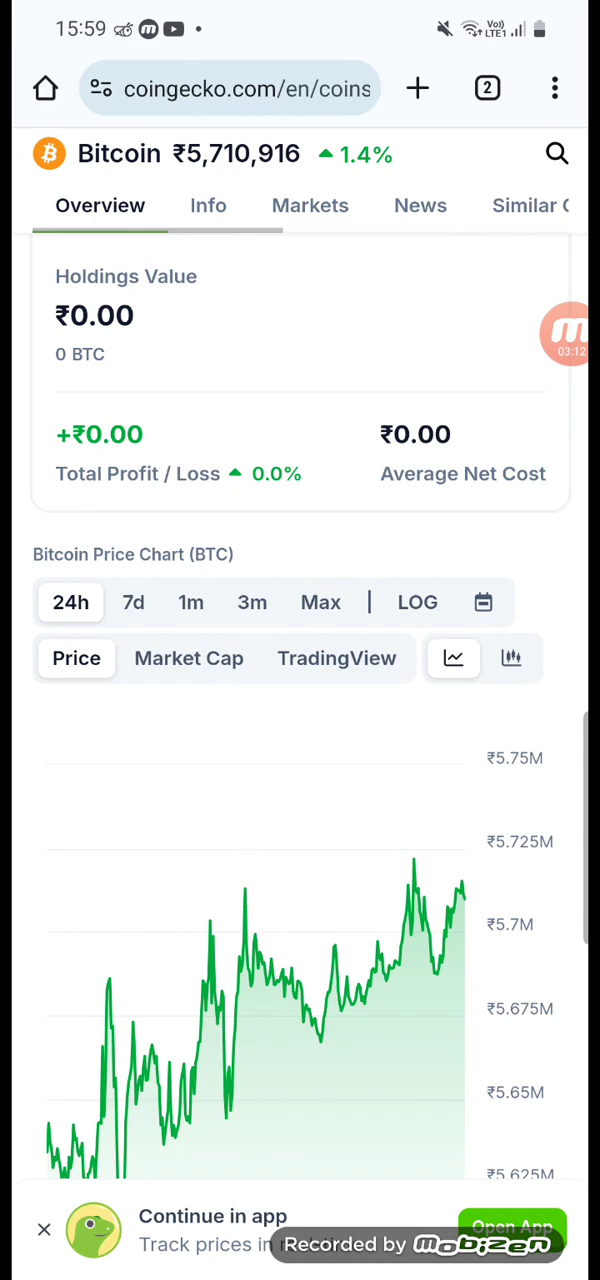 15:59
Vo)) LTE1
coingecko.com/en/coins
2
Bitcoin ₹5,710,916 1.4%
Overview Info Markets News Similar
Holdings Value
₹0.00
03:12
0 BTC
+₹0.00 ₹0.00
Total Profit / Loss 0.0% Average Net Cost
Bitcoin Price Chart (BTC)
24h 7d 1m 3m Max | LOG
Price Market Cap TradingView
₹5.75M
₹5.725M
₹5.7M
₹5.675M
₹5.65M
₹5.625M
Continue in app
Open App
Track prices in
Recorded by mobizen